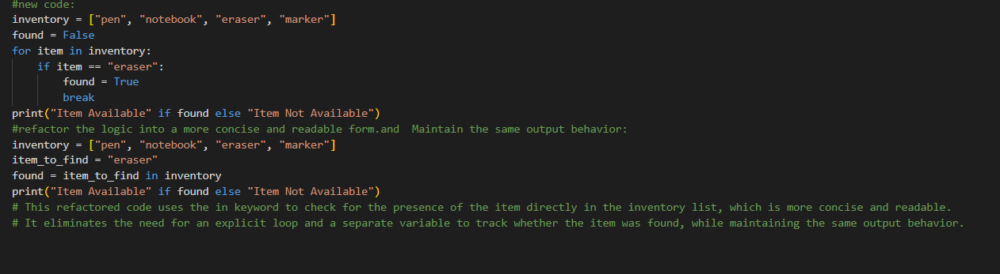 #new code:
inventory = ["pen", "notebook", "eraser", "marker"]
found = False
for item in inventory:
    if item == "eraser":
        found = True
        break
print("Item Available" if found else "Item Not Available")
#refactor the logic into a more concise and readable form.and  Maintain the same output behavior:
inventory = ["pen", "notebook", "eraser", "marker"]
item_to_find = "eraser"
found = item_to_find in inventory
print("Item Available" if found else "Item Not Available")
# This refactored code uses the in keyword to check for the presence of the item directly in the inventory list, which is more concise and readable.
# It eliminates the need for an explicit loop and a separate variable to track whether the item was found, while maintaining the same output behavior.